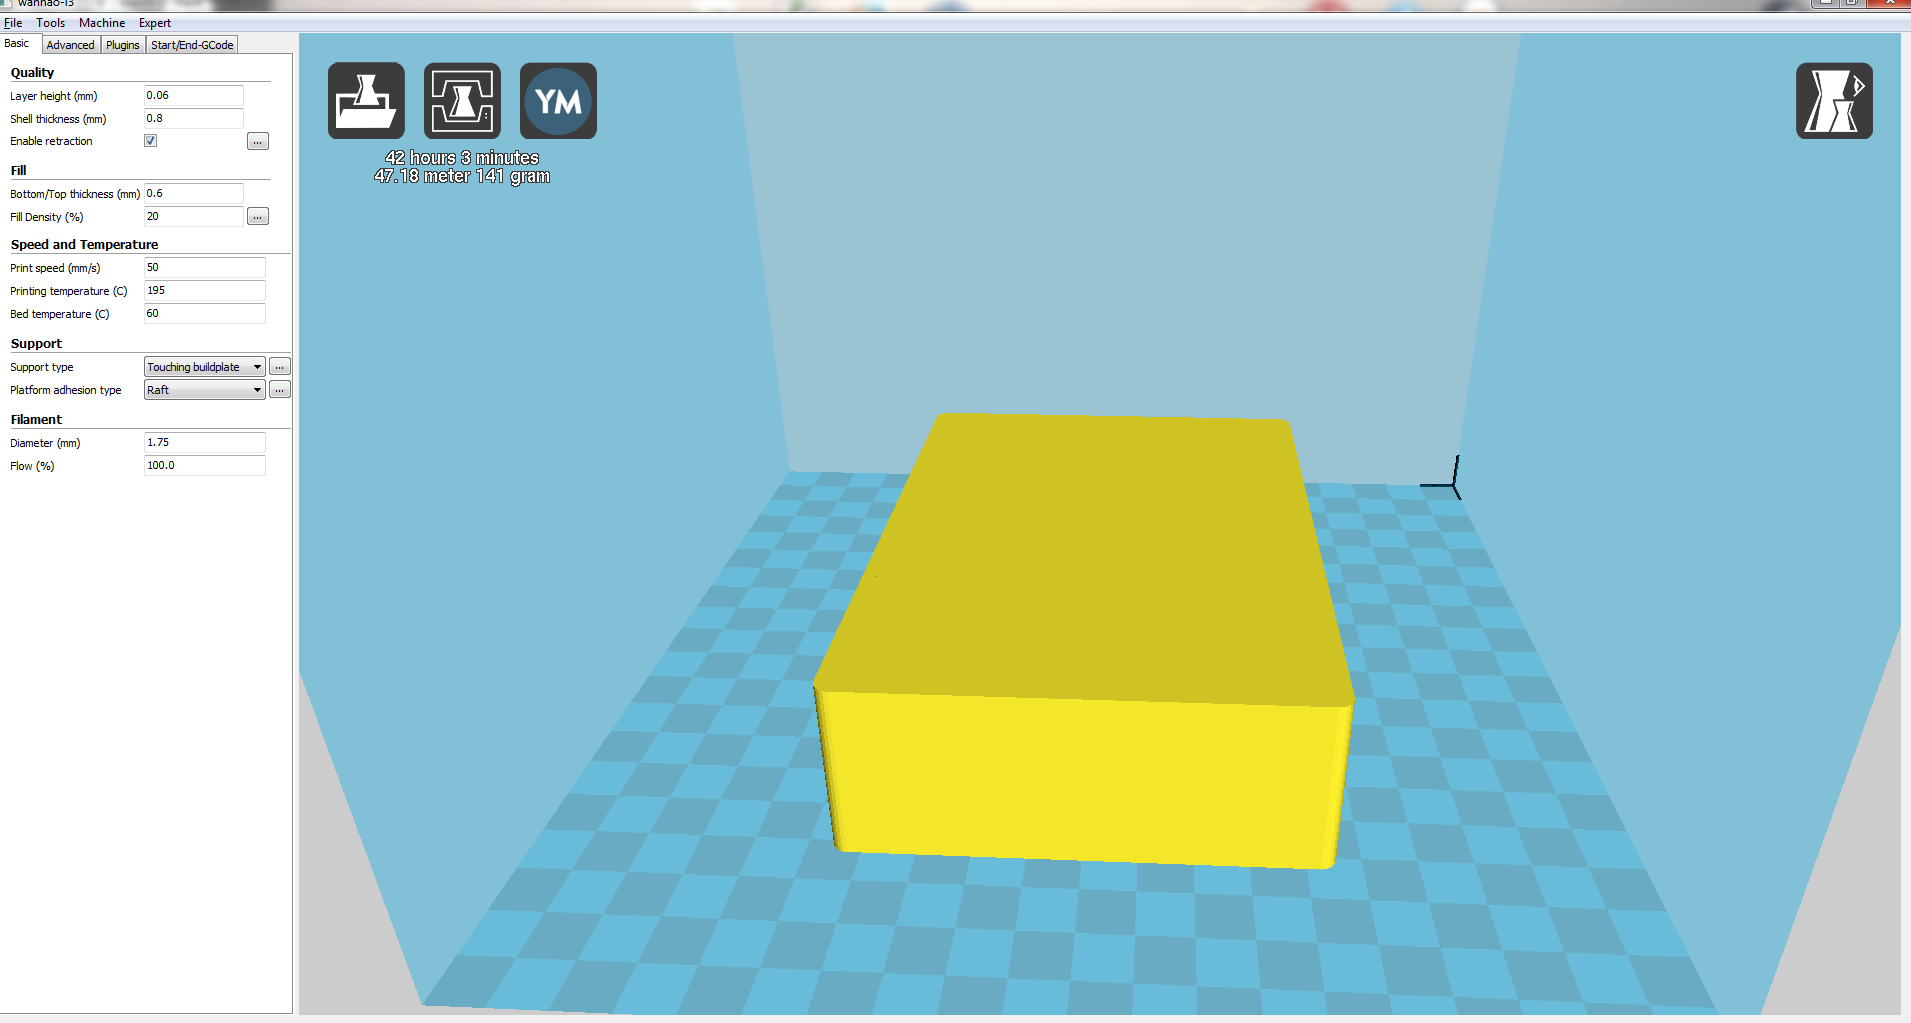 wanhao-i3
File Tools Machine Expert
Basic Advanced Plugins Start/End-GCode
Quality
Layer height (mm) 0.06
Shell thickness (mm) 0.8
Enable retraction ...
Fill
Bottom/Top thickness (mm) 0.6
Fill Density (%) 20 ...
Speed and Temperature
Print speed (mm/s) 50
Printing temperature (C) 195
Bed temperature (C) 60
Support
Support type Touching buildplate ...
Platform adhesion type Raft ...
Filament
Diameter (mm) 1.75
Flow (%) 100.0
YM
42 hours 3 minutes
47.18 meter 141 gram